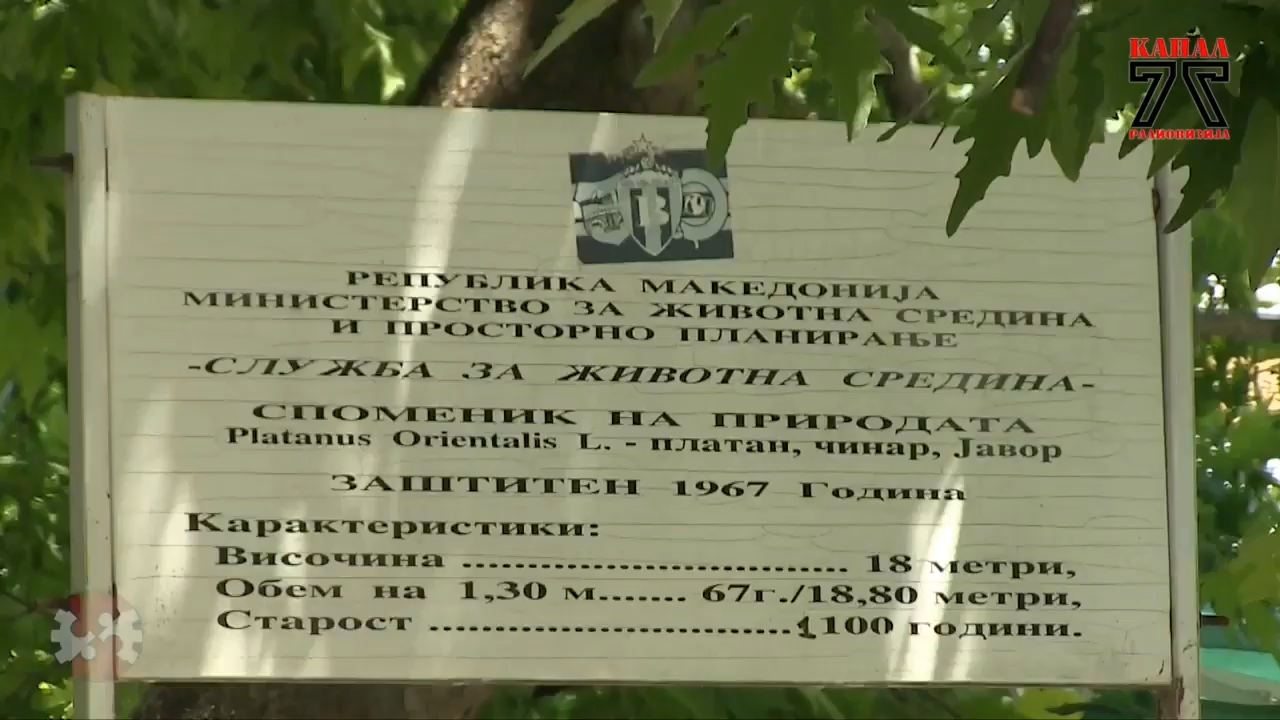 КАНАЛ
77
РАДИОВИЗИЈА
РЕПУБЛИКА МАКЕДОНИЈА
МИНИСТЕРСТВО ЗА ЖИВОТНА СРЕДИНА
И ПРОСТОРНО ПЛАНИРАЊЕ
-СЛУЖБА ЗА ЖИВОТНА СРЕДИНА-
СПОМЕНИК НА ПРИРОДАТА
Platanus Orientalis L. - платан, чинар, Јавор
ЗАШТИТЕН 1967 Година
Карактеристики:
Височина ................................ 18 метри,
Обем на 1,30 м....... 67г./18,80 метри,
Старост ..............................1100 години.